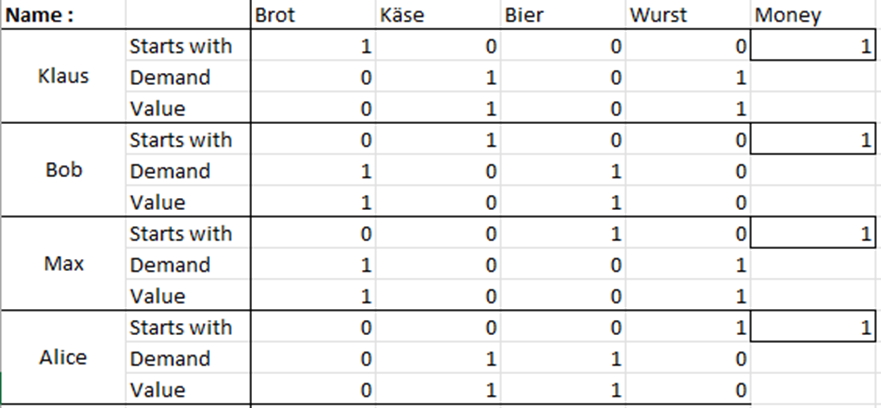 Name : Brot Käse Bier Wurst Money
Starts with 1 0 0 0 1
Klaus Demand 0 1 0 1
Value 0 1 0 1
Starts with 0 1 0 0 1
Bob Demand 1 0 1 0
Value 1 0 1 0
Starts with 0 0 1 0 1
Max Demand 1 0 0 1
Value 1 0 0 1
Starts with 0 0 0 1 1
Alice Demand 0 1 1 0
Value 0 1 1 0